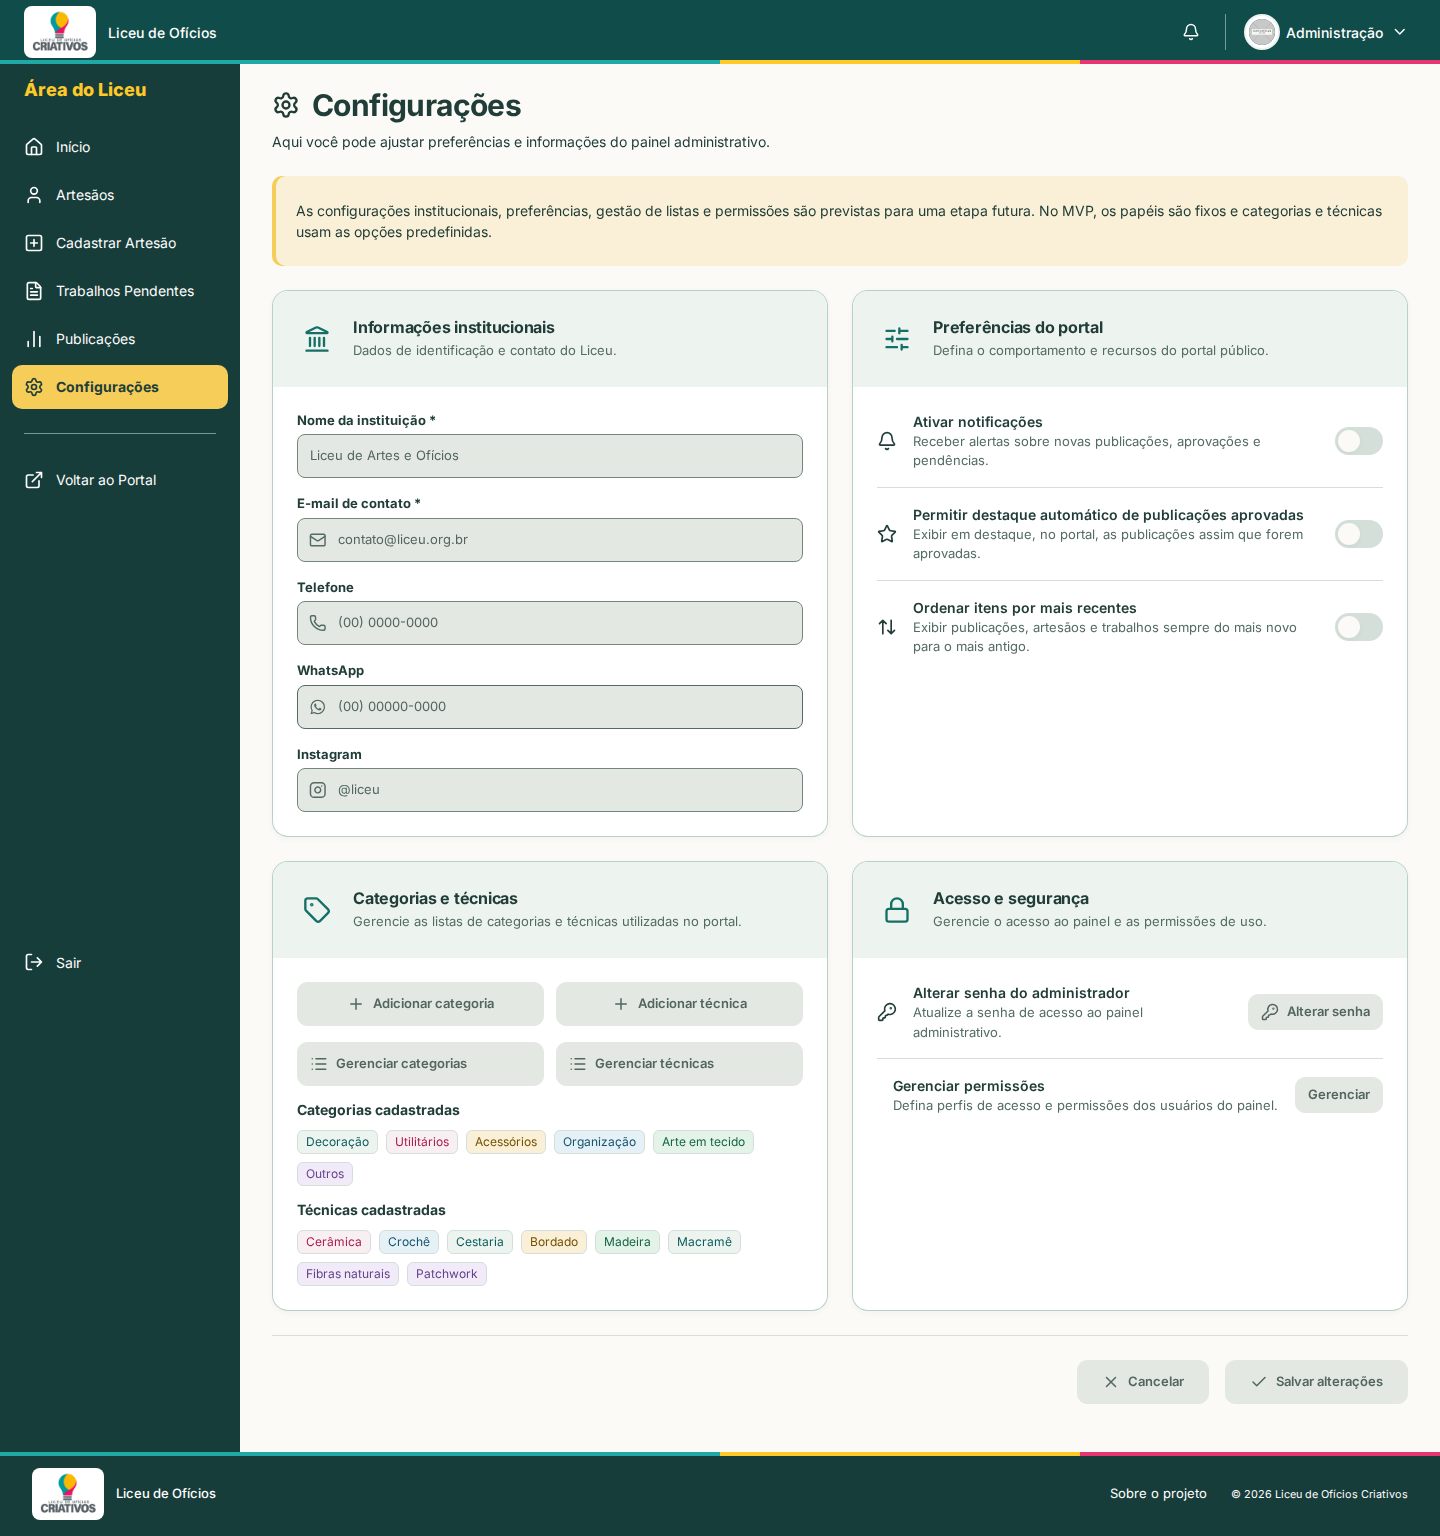 LICEU DE OFÍCIOS
CRIATIVOS
Liceu de Ofícios
Administração
Área do Liceu
Início
Artesãos
Cadastrar Artesão
Trabalhos Pendentes
Publicações
Configurações
Voltar ao Portal
Sair
Configurações
Aqui você pode ajustar preferências e informações do painel administrativo.
As configurações institucionais, preferências, gestão de listas e permissões são previstas para uma etapa futura. No MVP, os papéis são fixos e categorias e técnicas
usam as opções predefinidas.
Informações institucionais
Dados de identificação e contato do Liceu.
Nome da instituição *
Liceu de Artes e Ofícios
E-mail de contato *
contato@liceu.org.br
Telefone
(00) 0000-0000
WhatsApp
(00) 00000-0000
Instagram
@liceu
Preferências do portal
Defina o comportamento e recursos do portal público.
Ativar notificações
Receber alertas sobre novas publicações, aprovações e
pendências.
Permitir destaque automático de publicações aprovadas
Exibir em destaque, no portal, as publicações assim que forem
aprovadas.
Ordenar itens por mais recentes
Exibir publicações, artesãos e trabalhos sempre do mais novo
para o mais antigo.
Categorias e técnicas
Gerencie as listas de categorias e técnicas utilizadas no portal.
Adicionar categoria
Adicionar técnica
Gerenciar categorias
Gerenciar técnicas
Categorias cadastradas
Decoração Utilitários Acessórios Organização Arte em tecido
Outros
Técnicas cadastradas
Cerâmica Crochê Cestaria Bordado Madeira Macramê
Fibras naturais Patchwork
Acesso e segurança
Gerencie o acesso ao painel e as permissões de uso.
Alterar senha do administrador
Atualize a senha de acesso ao painel
administrativo.
Alterar senha
Gerenciar permissões
Defina perfis de acesso e permissões dos usuários do painel.
Gerenciar
Cancelar
Salvar alterações
LICEU DE OFÍCIOS
CRIATIVOS
Liceu de Ofícios
Sobre o projeto
© 2026 Liceu de Ofícios Criativos